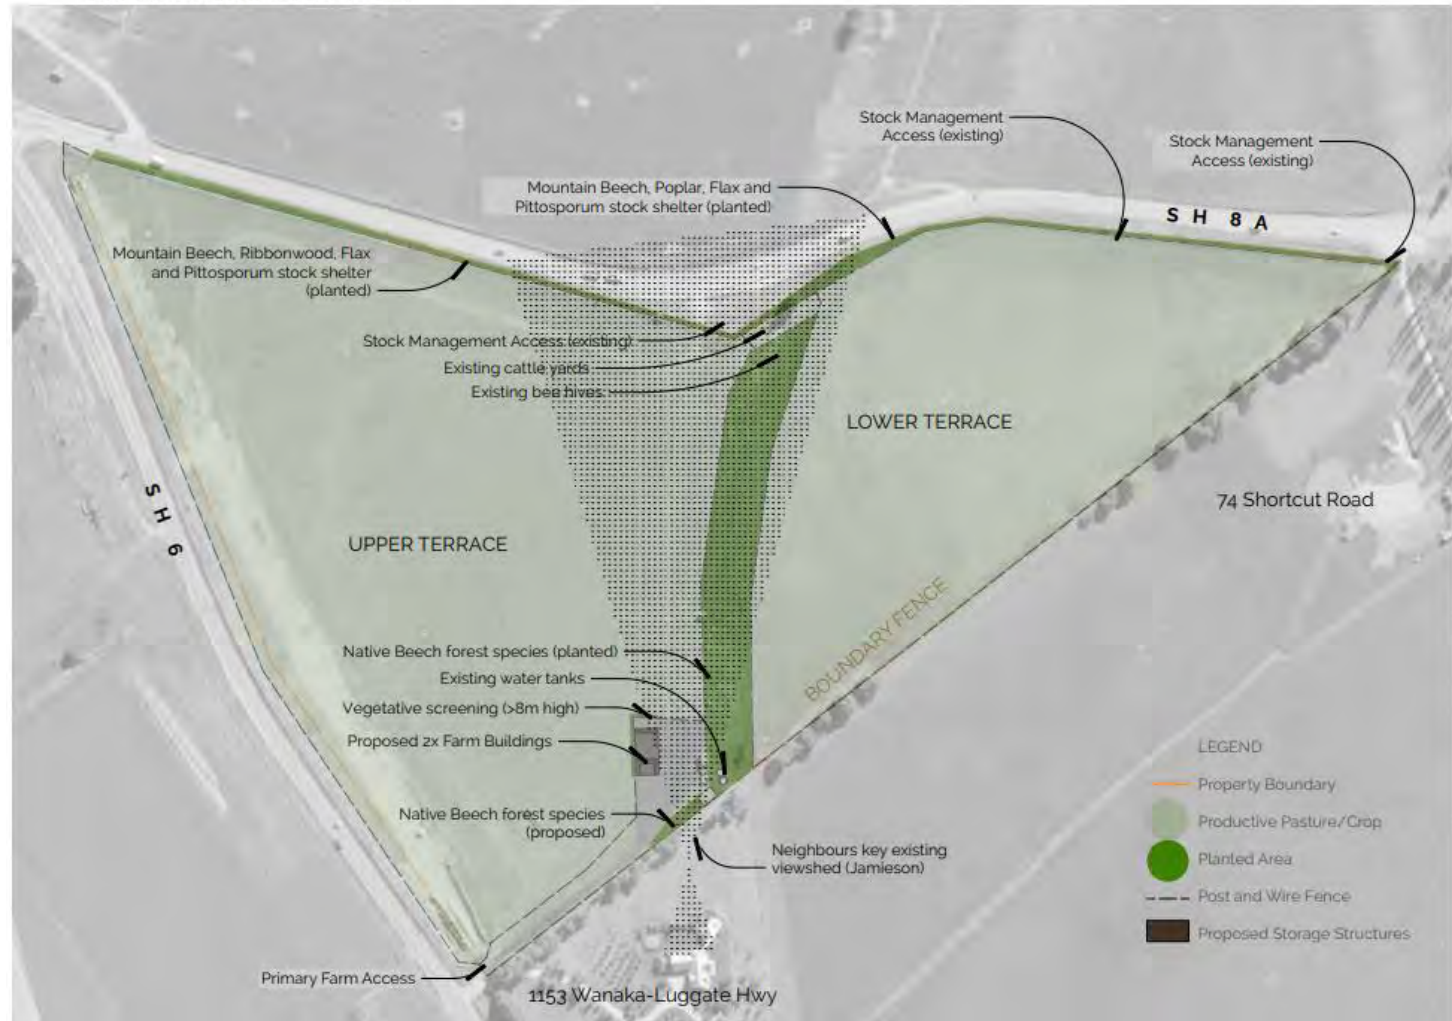 Stock Management
Access (existing)
Stock Management
Access (existing)
Mountain Beech, Poplar, Flax and
Pittosporum stock shelter (planted)
SH 8A
Mountain Beech, Ribbonwood, Flax
and Pittosporum stock shelter
(planted)
Stock Management Access (existing)
Existing cattle yards
Existing bee hives
LOWER TERRACE
SH 6
74 Shortcut Road
UPPER TERRACE
BOUNDARY FENCE
Native Beech forest species (planted)
Existing water tanks
Vegetative screening (>8m high)
Proposed 2x Farm Buildings
Native Beech forest species
(proposed)
Neighbours key existing
viewshed (Jamieson)
Primary Farm Access
1153 Wanaka-Luggate Hwy
LEGEND
Property Boundary
Productive Pasture/Crop
Planted Area
Post and Wire Fence
Proposed Storage Structures